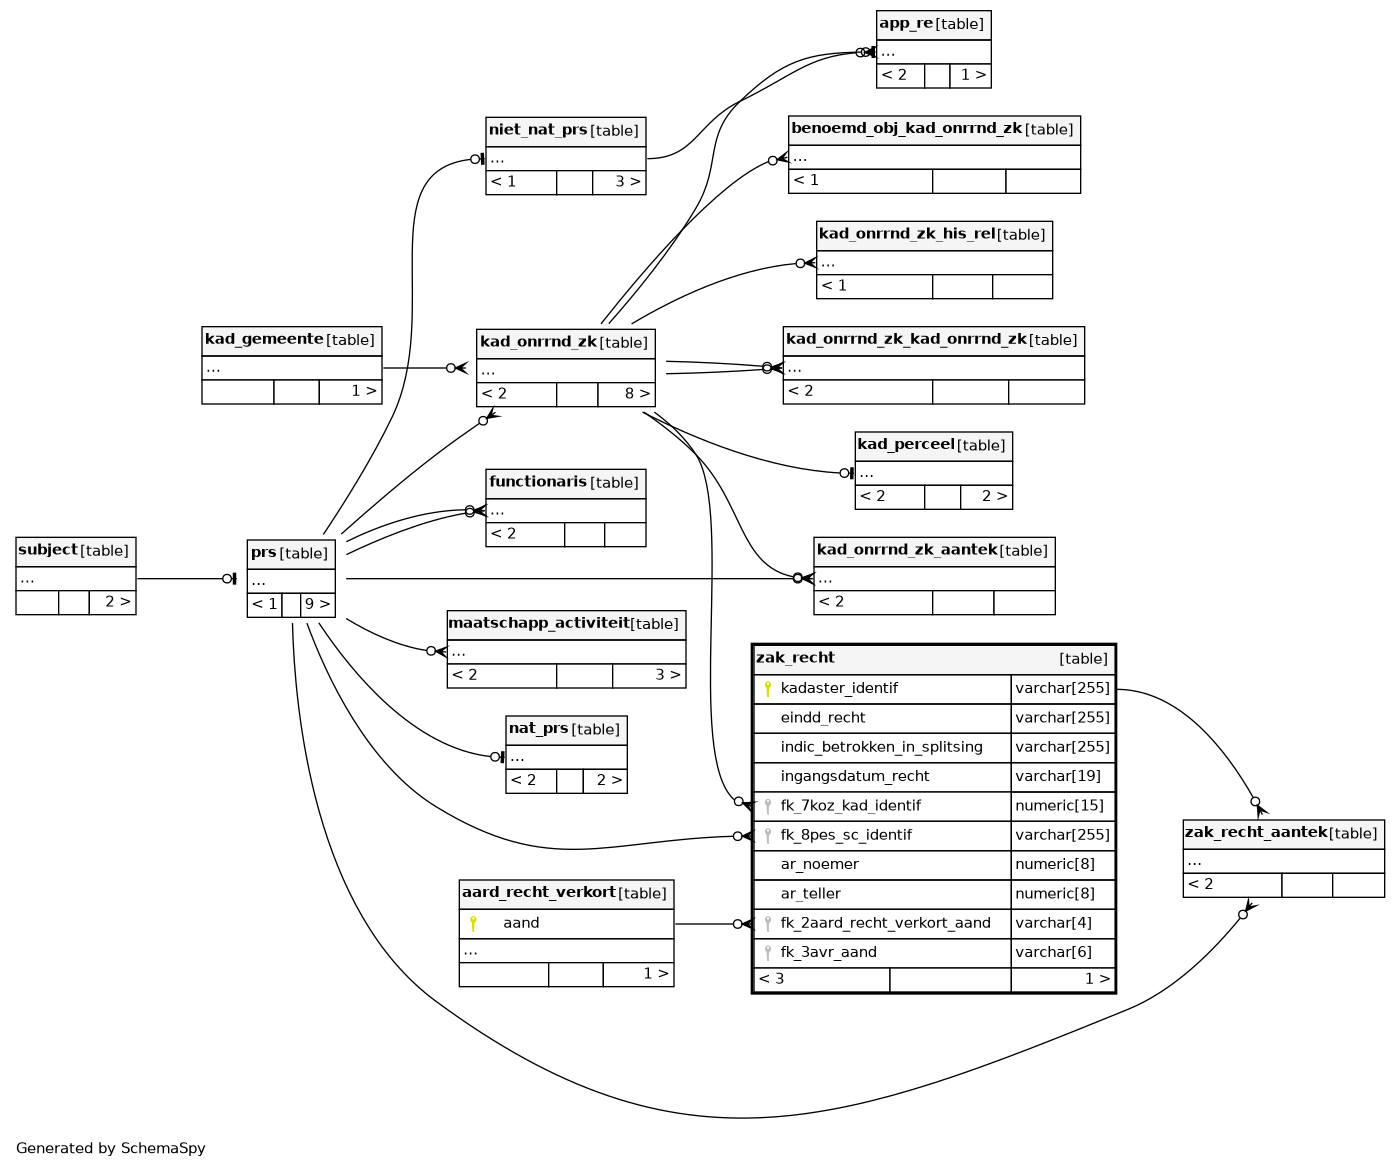 app_re [table]
...
< 2 1 >
niet_nat_prs [table]
...
< 1 3 >
benoemd_obj_kad_onrrnd_zk [table]
...
< 1
kad_onrrnd_zk_his_rel [table]
...
< 1
kad_gemeente [table]
...
1 >
kad_onrrnd_zk [table]
...
< 2 8 >
kad_onrrnd_zk_kad_onrrnd_zk [table]
...
< 2
kad_perceel [table]
...
< 2 2 >
functionaris [table]
...
< 2
subject [table]
...
2 >
prs [table]
...
< 1 9 >
kad_onrrnd_zk_aantek [table]
...
< 2
maatschapp_activiteit [table]
...
< 2 3 >
nat_prs [table]
...
< 2 2 >
zak_recht [table]
kadaster_identif varchar[255]
eindd_recht varchar[255]
indic_betrokken_in_splitsing varchar[255]
ingangsdatum_recht varchar[19]
fk_7koz_kad_identif numeric[15]
fk_8pes_sc_identif varchar[255]
ar_noemer numeric[8]
ar_teller numeric[8]
fk_2aard_recht_verkort_aand varchar[4]
fk_3avr_aand varchar[6]
< 3 1 >
zak_recht_aantek [table]
...
< 2
aard_recht_verkort [table]
aand
...
1 >
Generated by SchemaSpy